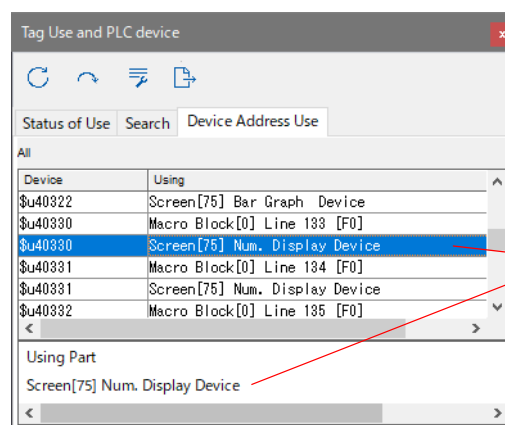 Tag Use and PLC device
x
Status of Use Search Device Address Use
All
Device Using
$u40322 Screen[75] Bar Graph Device
$u40330 Macro Block[0] Line 133 [F0]
$u40330 Screen[75] Num. Display Device
$u40331 Macro Block[0] Line 134 [F0]
$u40331 Screen[75] Num. Display Device
$u40332 Macro Block[0] Line 135 [F0]
Using Part
Screen[75] Num. Display Device